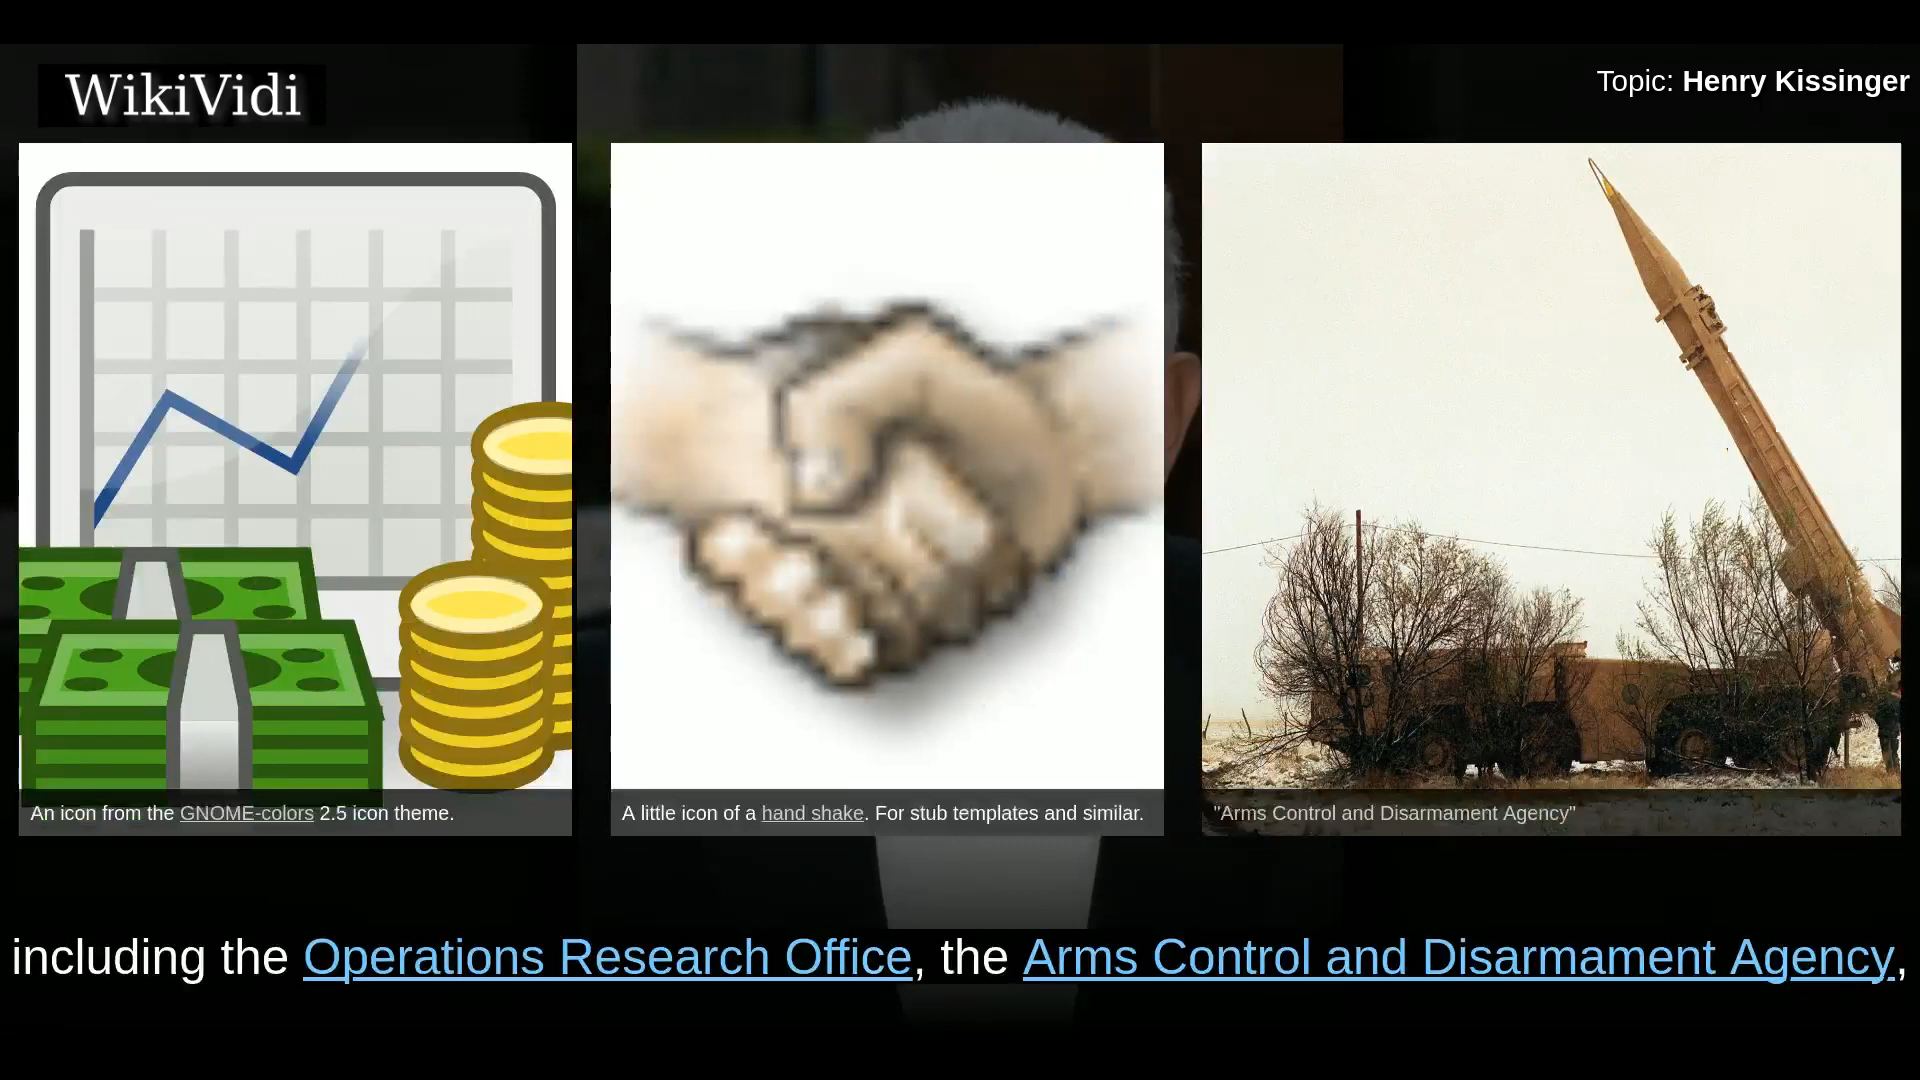 WikiVidi
Topic: Henry Kissinger
An icon from the GNOME-colors 2.5 icon theme.
A little icon of a hand shake. For stub templates and similar.
"Arms Control and Disarmament Agency"
including the Operations Research Office, the Arms Control and Disarmament Agency,